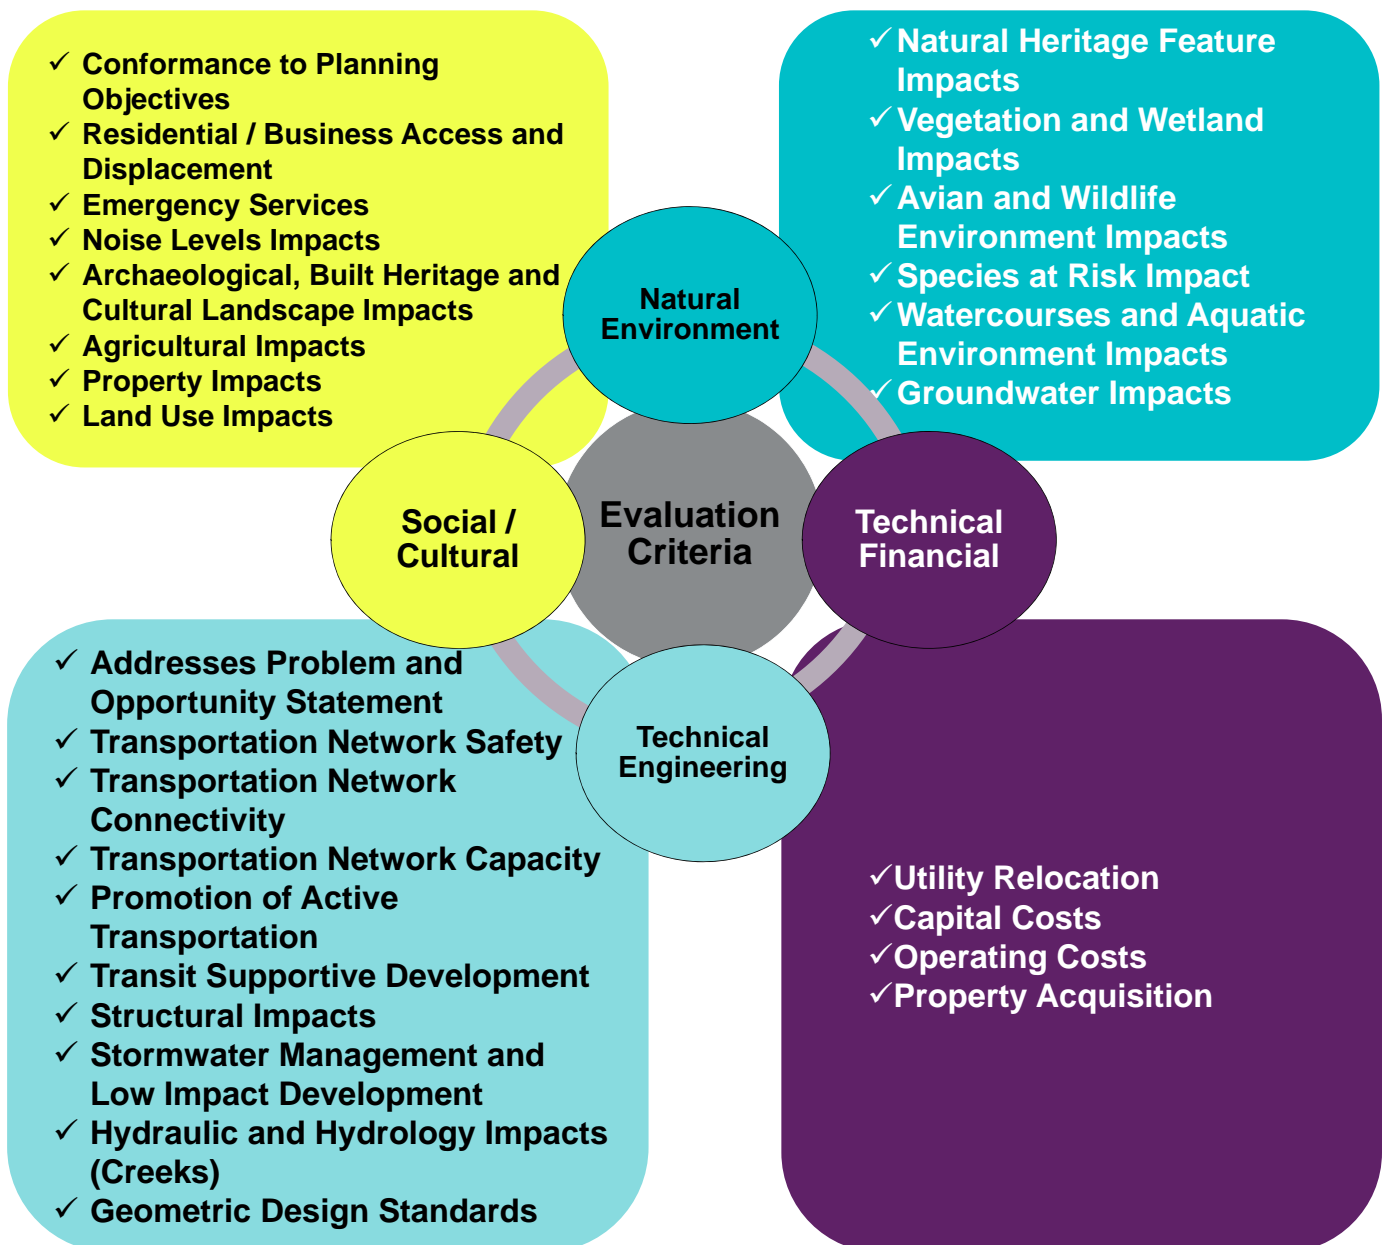 ✓ Conformance to Planning
Objectives
✓ Residential / Business Access and
Displacement
✓ Emergency Services
✓ Noise Levels Impacts
✓ Archaeological, Built Heritage and
Cultural Landscape Impacts
✓ Agricultural Impacts
✓ Property Impacts
✓ Land Use Impacts
✓ Natural Heritage Feature
Impacts
✓ Vegetation and Wetland
Impacts
✓ Avian and Wildlife
Environment Impacts
✓ Species at Risk Impact
✓ Watercourses and Aquatic
Environment Impacts
✓ Groundwater Impacts
Natural
Environment
Social /
Cultural
Evaluation
Criteria
Technical
Financial
Technical
Engineering
✓ Addresses Problem and
Opportunity Statement
✓ Transportation Network Safety
✓ Transportation Network
Connectivity
✓ Transportation Network Capacity
✓ Promotion of Active
Transportation
✓ Transit Supportive Development
✓ Structural Impacts
✓ Stormwater Management and
Low Impact Development
✓ Hydraulic and Hydrology Impacts
(Creeks)
✓ Geometric Design Standards
✓ Utility Relocation
✓ Capital Costs
✓ Operating Costs
✓ Property Acquisition